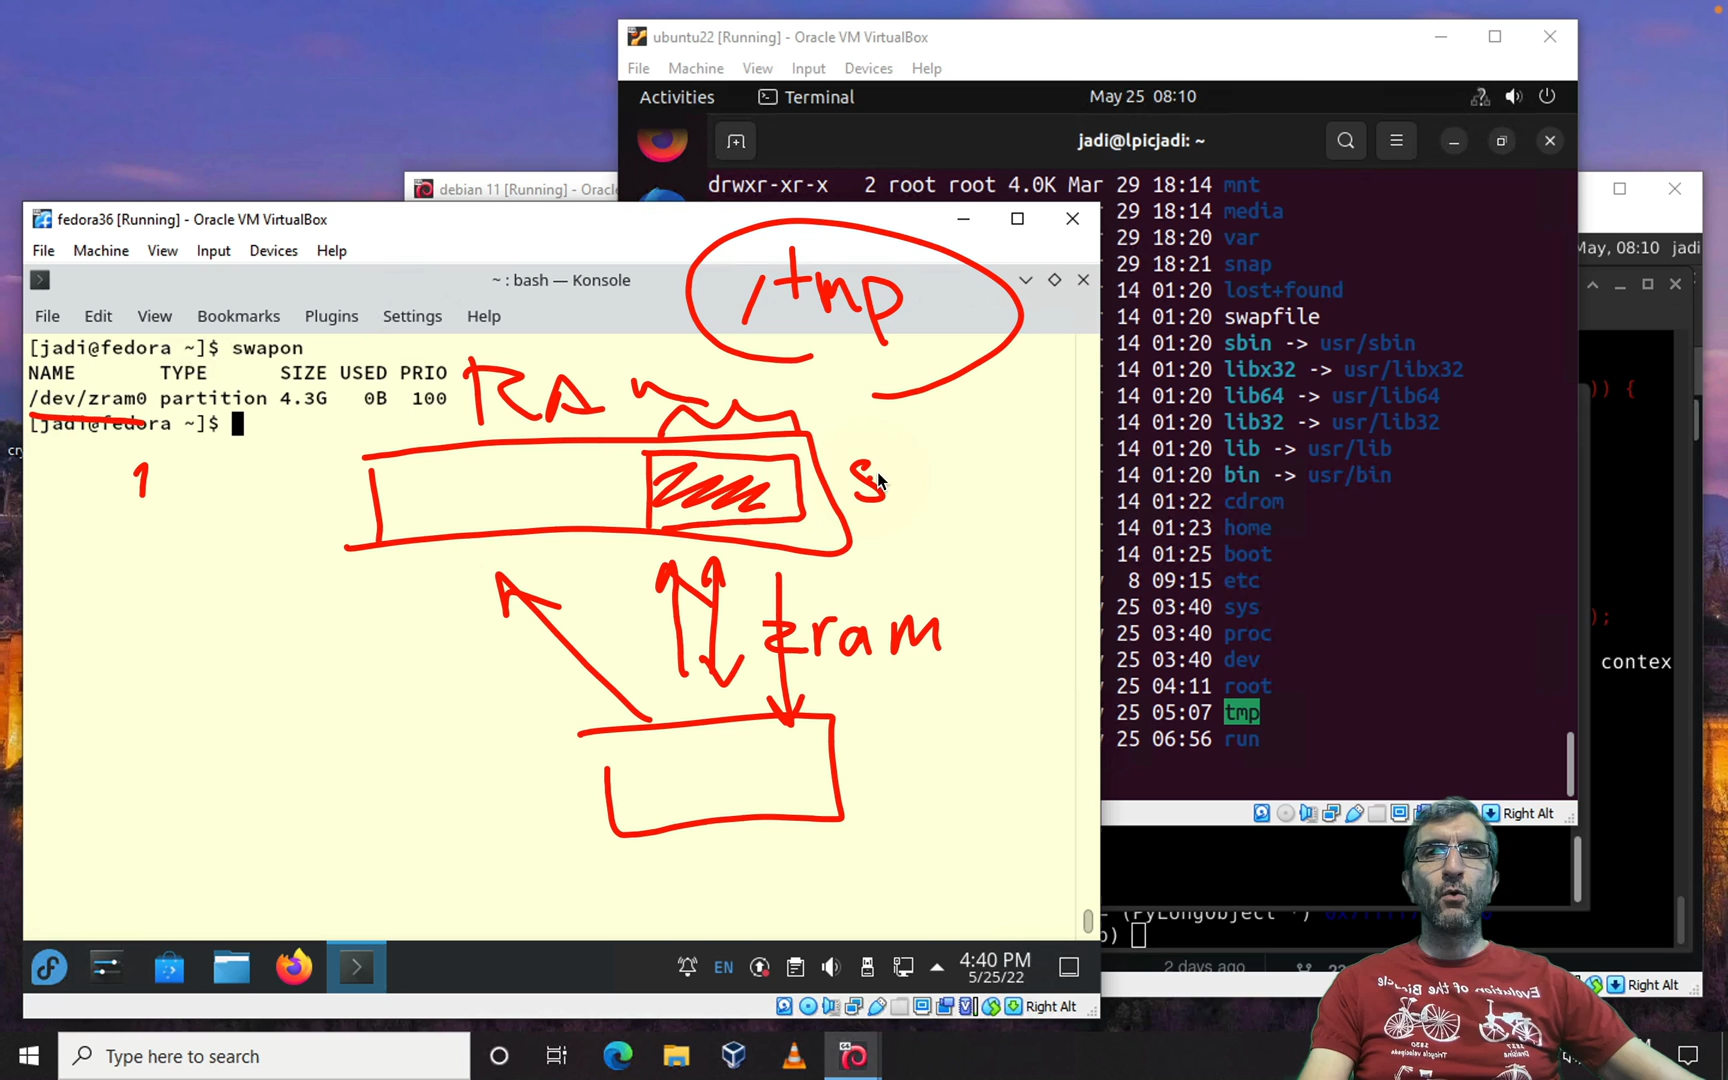 ubuntu22 [Running] - Oracle VM VirtualBox
File Machine View Input Devices Help
Activities Terminal May 25 08:10
jadi@lpicjadi: ~
drwxr-xr-x 2 root root 4.0K Mar 29 18:14 mnt
29 18:14 media
29 18:20 var
29 18:21 snap
14 01:20 lost+found
14 01:20 swapfile
14 01:20 sbin -> usr/sbin
14 01:20 libx32 -> usr/libx32
14 01:20 lib64 -> usr/lib64
14 01:20 lib32 -> usr/lib32
14 01:20 lib -> usr/lib
14 01:20 bin -> usr/bin
14 01:22 cdrom
14 01:23 home
14 01:25 boot
8 09:15 etc
25 03:40 sys
25 03:40 proc
25 03:40 dev
25 04:11 root
25 05:07 tmp
25 06:56 run
Right Alt
debian 11 [Running] - Oracle
May, 08:10 jadi
) {
);
contex
(PyLongObject *)
2 days ago
Right Alt
fedora36 [Running] - Oracle VM VirtualBox
File Machine View Input Devices Help
~ : bash — Konsole
File Edit View Bookmarks Plugins Settings Help
[jadi@fedora ~]$ swapon
NAME TYPE SIZE USED PRIO
/dev/zram0 partition 4.3G 0B 100
[jadi@fedora ~]$
/tmp
RAM
S
zram
EN
4:40 PM
5/25/22
Right Alt
Type here to search
Evolution of the Bicycle